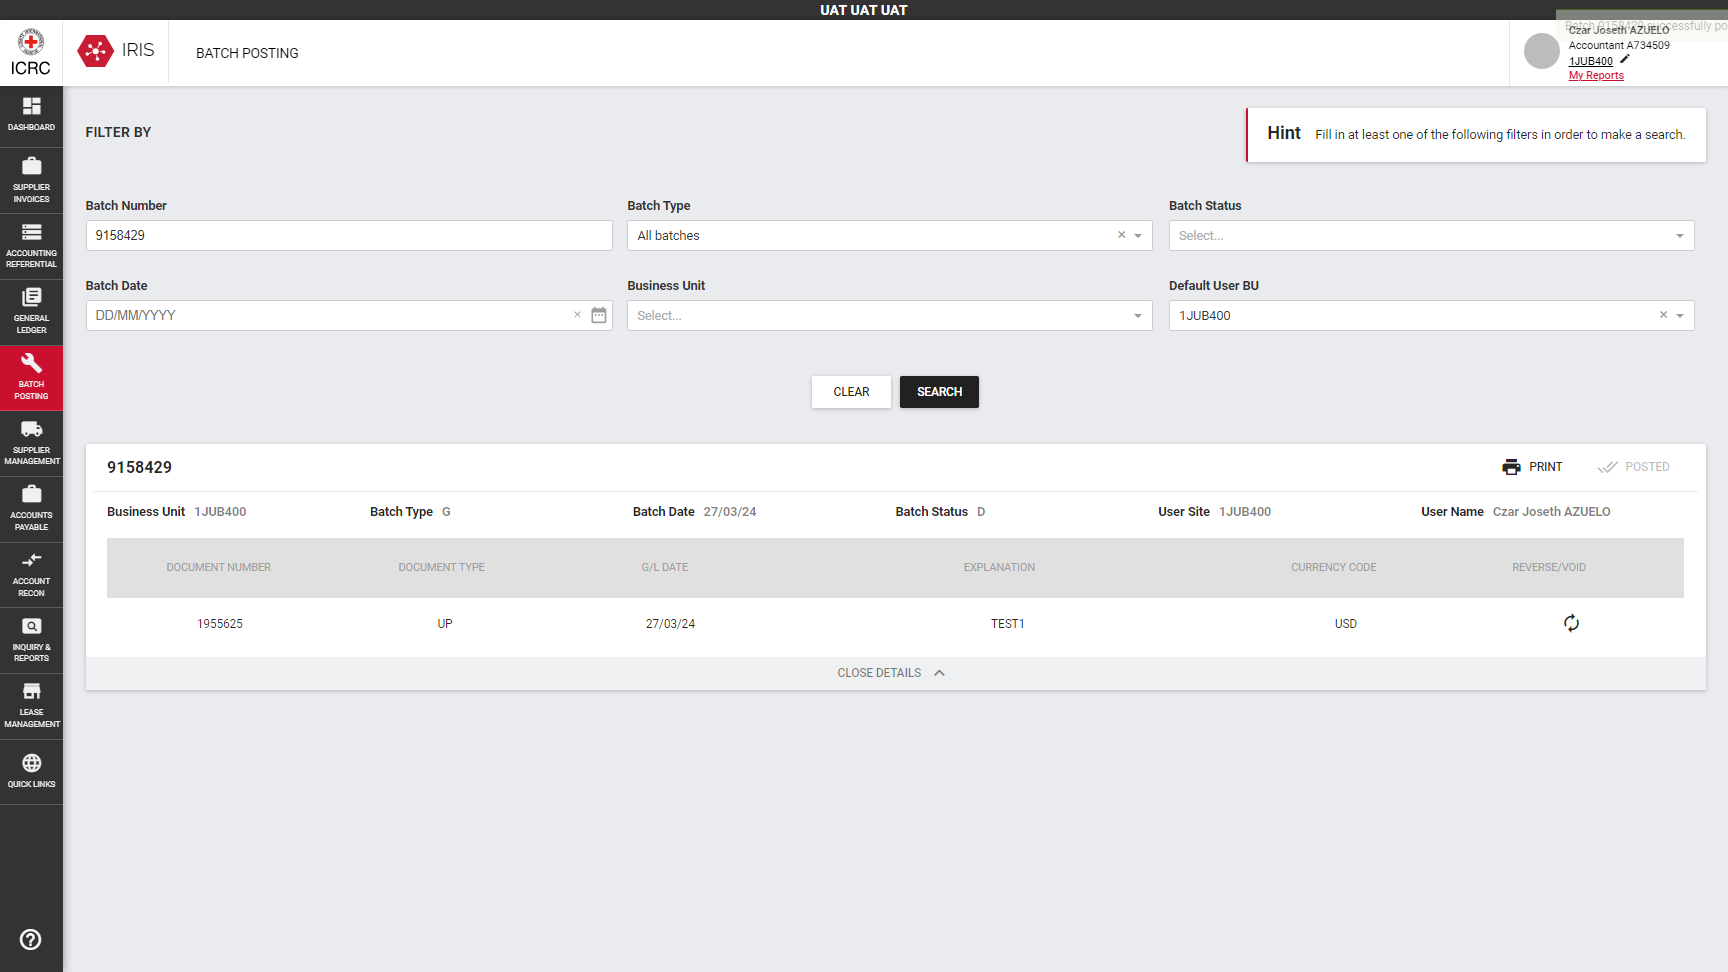 UAT UAT UAT
ICRC
IRIS
BATCH POSTING
Batch 9158429 successfully po
Czar Joseth AZUELO
Accountant A734509
1JUB400
My Reports
DASHBOARD
SUPPLIER
INVOICES
ACCOUNTING
REFERENTIAL
GENERAL
LEDGER
BATCH
POSTING
SUPPLIER
MANAGEMENT
ACCOUNTS
PAYABLE
ACCOUNT
RECON
INQUIRY &
REPORTS
LEASE
MANAGEMENT
QUICK LINKS
FILTER BY
Hint Fill in at least one of the following filters in order to make a search.
Batch Number Batch Type Batch Status
9158429 All batches Select...
Batch Date Business Unit Default User BU
DD/MM/YYYY Select... 1JUB400
CLEAR SEARCH
9158429 PRINT POSTED
Business Unit 1JUB400 Batch Type G Batch Date 27/03/24 Batch Status D User Site 1JUB400 User Name Czar Joseth AZUELO
DOCUMENT NUMBER DOCUMENT TYPE G/L DATE EXPLANATION CURRENCY CODE REVERSE/VOID
1955625 UP 27/03/24 TEST1 USD
CLOSE DETAILS